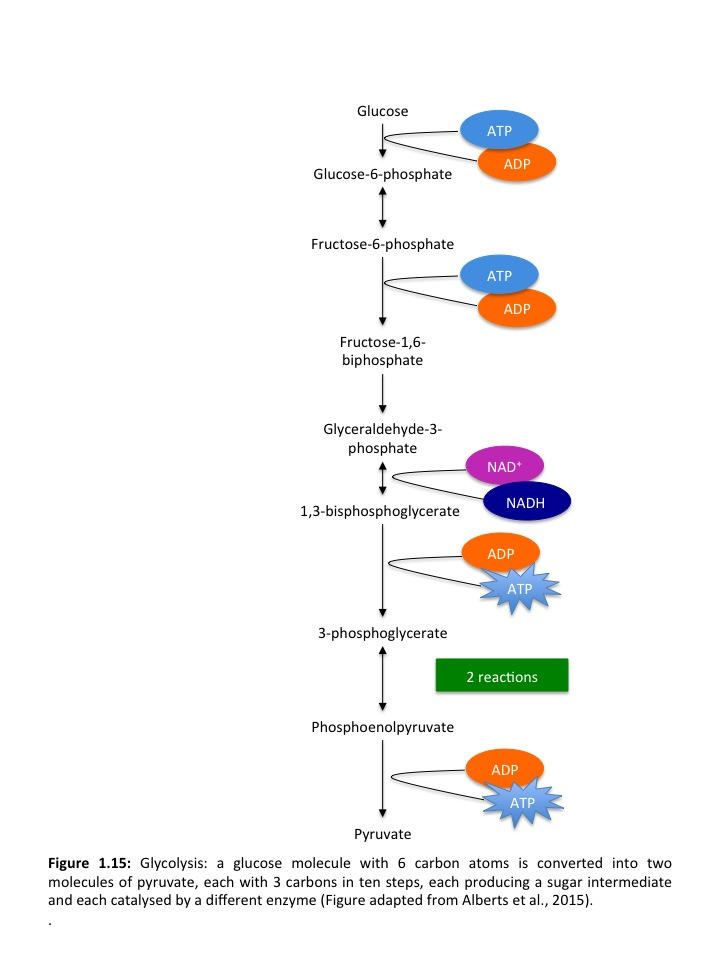 Glucose
ATP
ADP
Glucose-6-phosphate
Fructose-6-phosphate
ATP
ADP
Fructose-1,6-
biphosphate
Glyceraldehyde-3-
phosphate
NAD⁺
NADH
1,3-bisphosphoglycerate
ADP
ATP
3-phosphoglycerate
2 reactions
Phosphoenolpyruvate
ADP
ATP
Pyruvate
Figure 1.15: Glycolysis: a glucose molecule with 6 carbon atoms is converted into two
molecules of pyruvate, each with 3 carbons in ten steps, each producing a sugar intermediate
and each catalysed by a different enzyme (Figure adapted from Alberts et al., 2015).
.